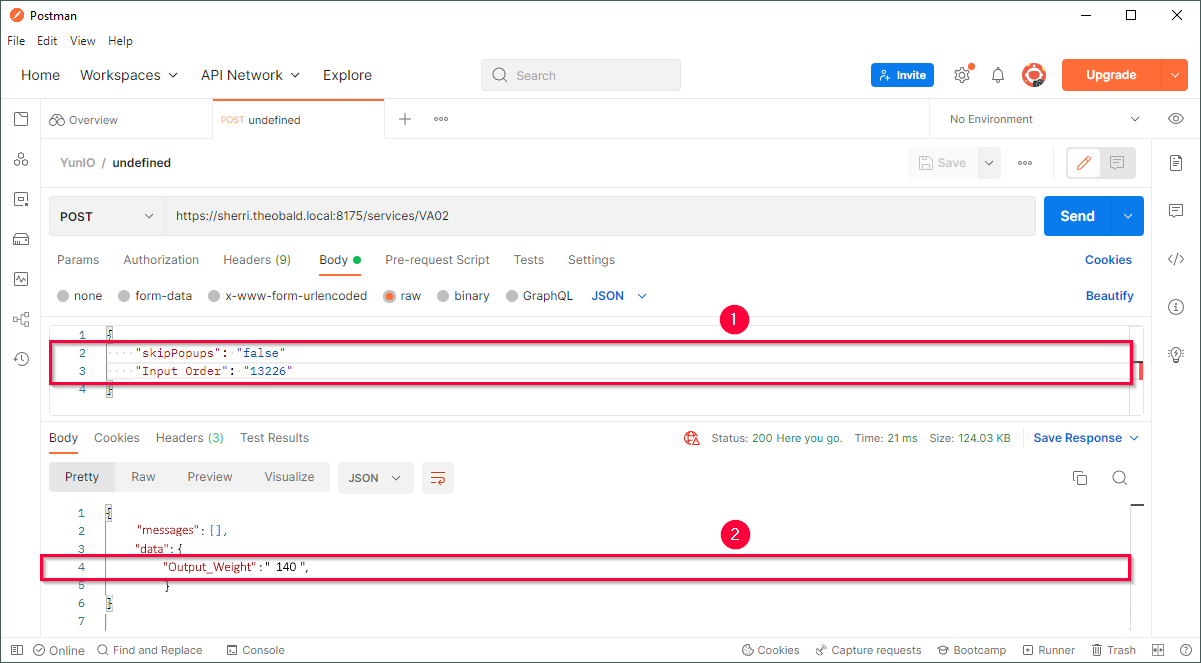 Postman
File Edit View Help
Home Workspaces API Network Explore Search Invite Upgrade
Overview POST undefined No Environment
YunIO / undefined Save
POST https://sherri.theobald.local:8175/services/VA02 Send
Params Authorization Headers (9) Body Pre-request Script Tests Settings Cookies
none form-data x-www-form-urlencoded raw binary GraphQL JSON Beautify
1
1 {
2 ····"skipPopups":·"false"
3 ····"Input Order":·"13226"
4 }
Body Cookies Headers (3) Test Results Status: 200 Here you go. Time: 21 ms Size: 124.03 KB Save Response
Pretty Raw Preview Visualize JSON
1 {
2 "messages": [],
2
3 "data": {
4 "Output_Weight" : " 140 ",
5 }
6 }
7
Online Find and Replace Console Cookies Capture requests Bootcamp Runner Trash